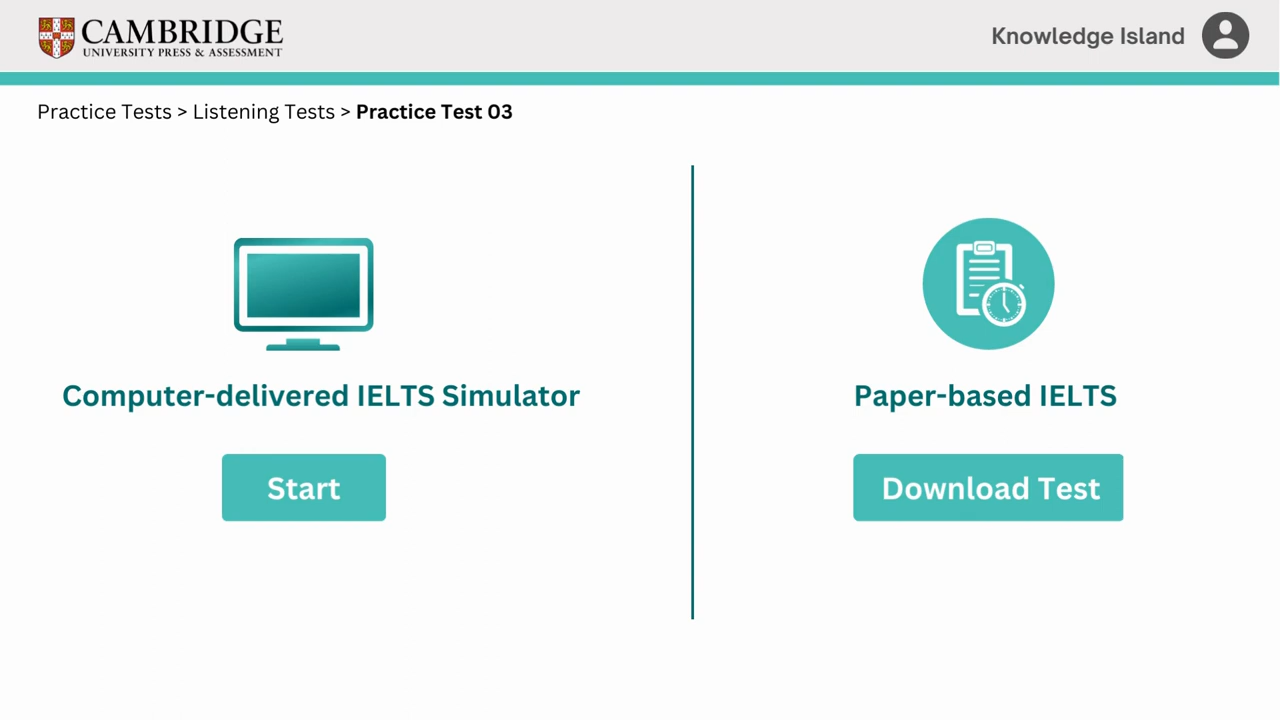 CAMBRIDGE
UNIVERSITY PRESS & ASSESSMENT
Knowledge Island
Practice Tests > Listening Tests > Practice Test 03
Computer-delivered IELTS Simulator
Start
Paper-based IELTS
Download Test